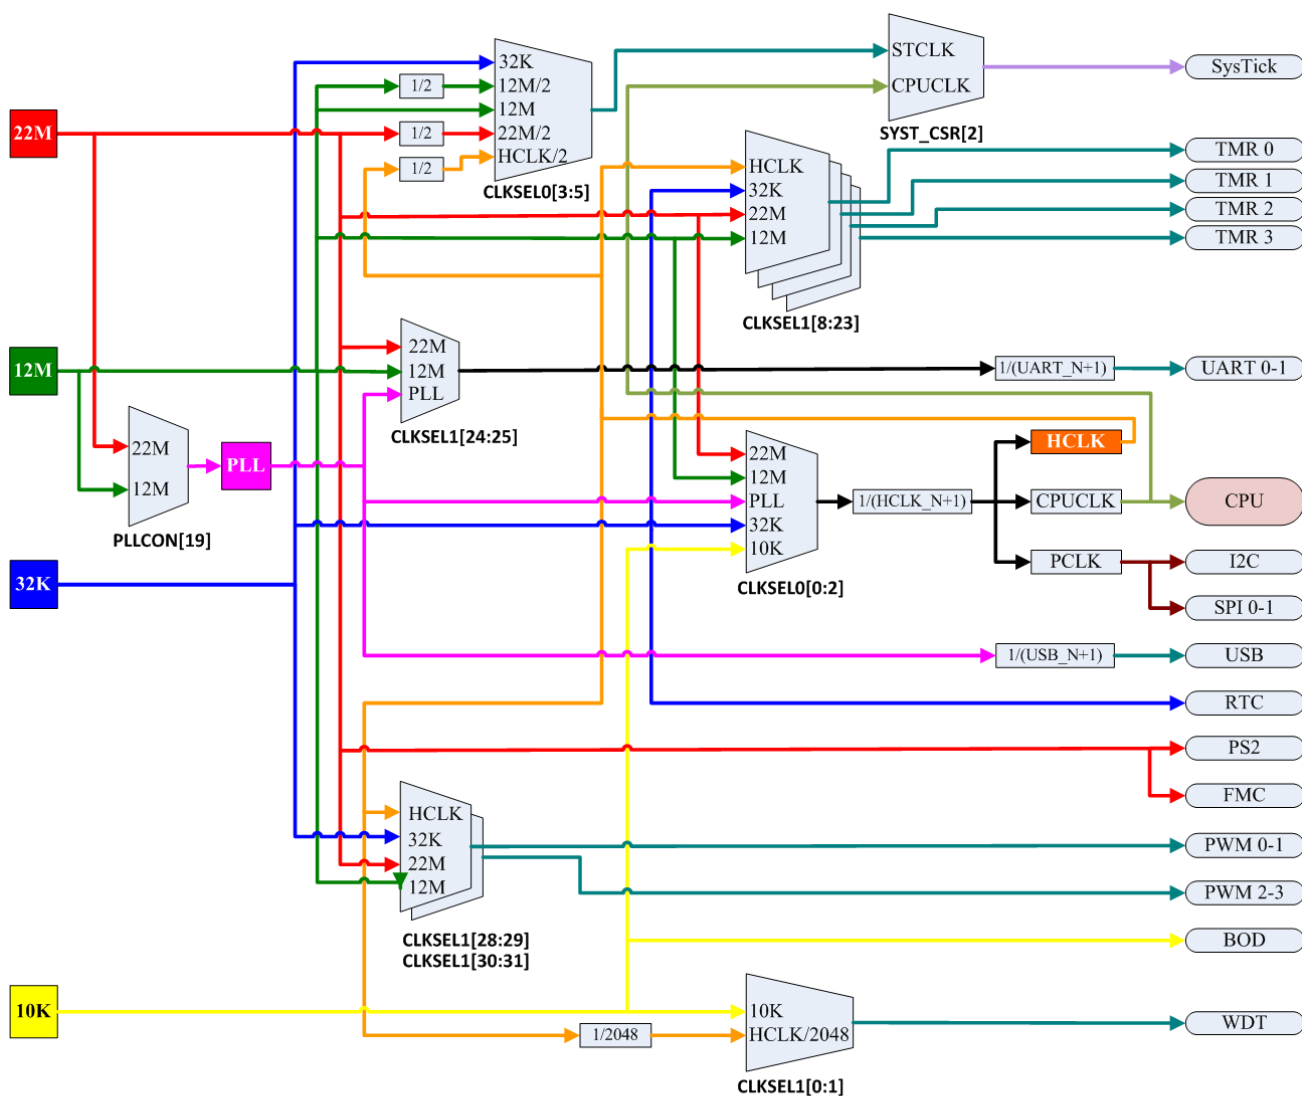 22M
12M
32K
10K
22M
12M
PLLCON[19]
PLL
1/2
1/2
1/2
32K
12M/2
12M
22M/2
HCLK/2
CLKSEL0[3:5]
STCLK
CPUCLK
SYST_CSR[2]
HCLK
32K
22M
12M
CLKSEL1[8:23]
22M
12M
PLL
CLKSEL1[24:25]
1/(UART_N+1)
22M
12M
PLL
32K
10K
CLKSEL0[0:2]
1/(HCLK_N+1)
HCLK
CPUCLK
PCLK
1/(USB_N+1)
HCLK
32K
22M
12M
CLKSEL1[28:29]
CLKSEL1[30:31]
1/2048
10K
HCLK/2048
CLKSEL1[0:1]
SysTick
TMR 0
TMR 1
TMR 2
TMR 3
UART 0-1
CPU
I2C
SPI 0-1
USB
RTC
PS2
FMC
PWM 0-1
PWM 2-3
BOD
WDT